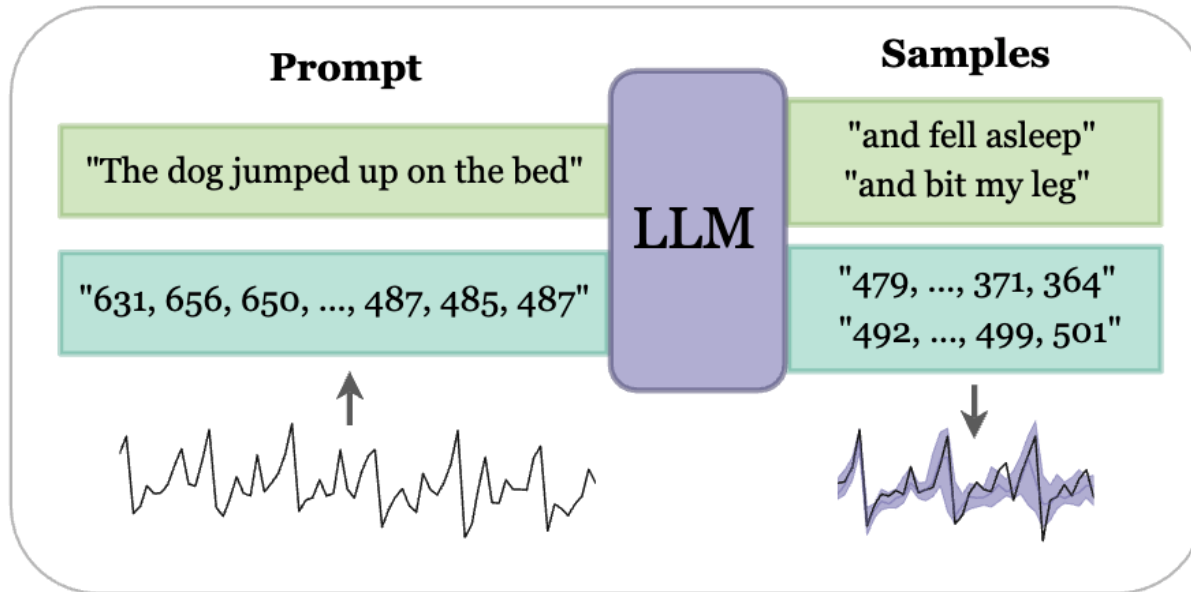 Prompt
"The dog jumped up on the bed"
"631, 656, 650, ..., 487, 485, 487"
LLM
Samples
"and fell asleep"
"and bit my leg"
"479, ..., 371, 364"
"492, ..., 499, 501"